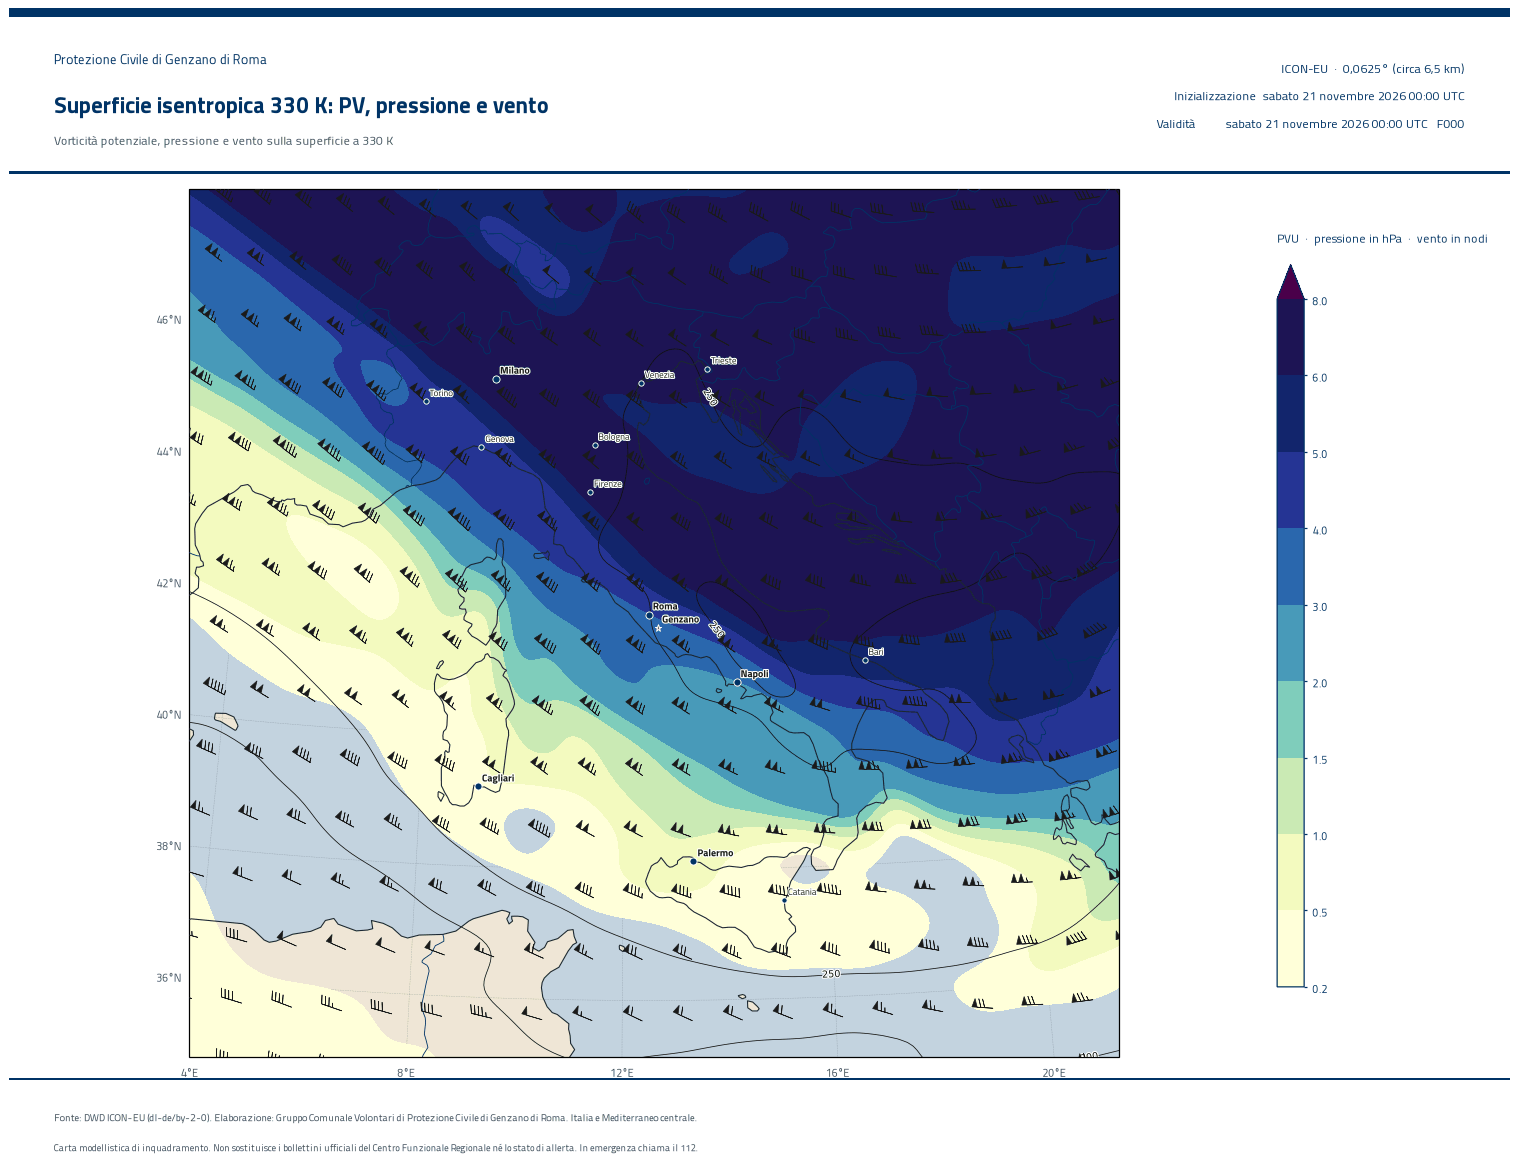 Protezione Civile di Genzano di Roma
Superficie isentropica 330 K: PV, pressione e vento
Vorticità potenziale, pressione e vento sulla superficie a 330 K
ICON-EU · 0,0625° (circa 6,5 km)
Inizializzazione sabato 21 novembre 2026 00:00 UTC
Validità sabato 21 novembre 2026 00:00 UTC F000
PVU · pressione in hPa · vento in nodi
8.0
6.0
5.0
4.0
3.0
2.0
1.5
1.0
0.5
0.2
46°N
44°N
42°N
40°N
38°N
36°N
4°E
8°E
12°E
16°E
20°E
Milano
Torino
Venezia
Trieste
Genova
Bologna
Firenze
Roma
Genzano
Napoli
Bari
Cagliari
Palermo
Catania
250
250
250
Fonte: DWD ICON-EU (dl-de/by-2-0). Elaborazione: Gruppo Comunale Volontari di Protezione Civile di Genzano di Roma. Italia e Mediterraneo centrale.
Carta modellistica di inquadramento. Non sostituisce i bollettini ufficiali del Centro Funzionale Regionale né lo stato di allerta. In emergenza chiama il 112.